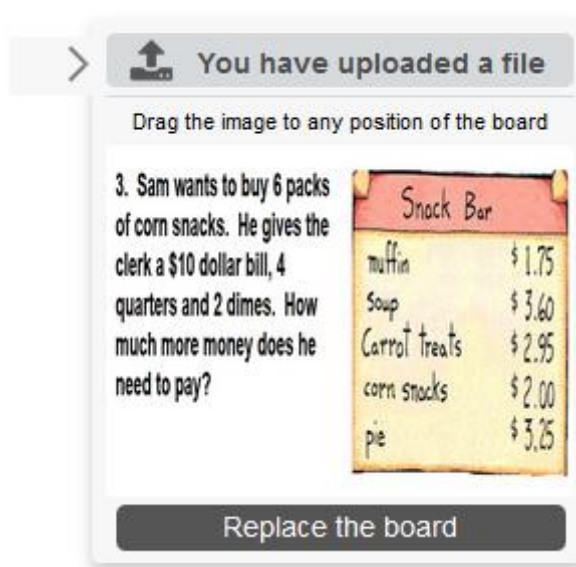 You have uploaded a file
Drag the image to any position of the board
3. Sam wants to buy 6 packs
of corn snacks. He gives the
clerk a $10 dollar bill, 4
quarters and 2 dimes. How
much more money does he
need to pay?
Snack Bar
muffin $1.75
Soup $3.60
Carrot Treats $2.95
corn snacks $2.00
pie $3.25
Replace the board